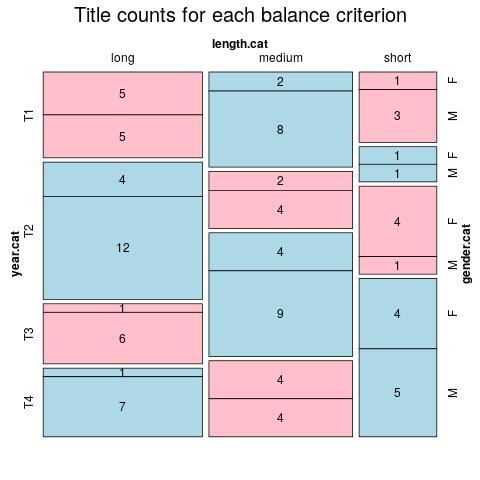 Title counts for each balance criterion
length.cat
long medium short
year.cat
T1
T2
T3
T4
5
5
4
12
1
6
1
7
2
8
2
4
4
9
4
4
1
3
1
1
4
1
4
5
F
M
F
M
F
M
F
M
gender.cat